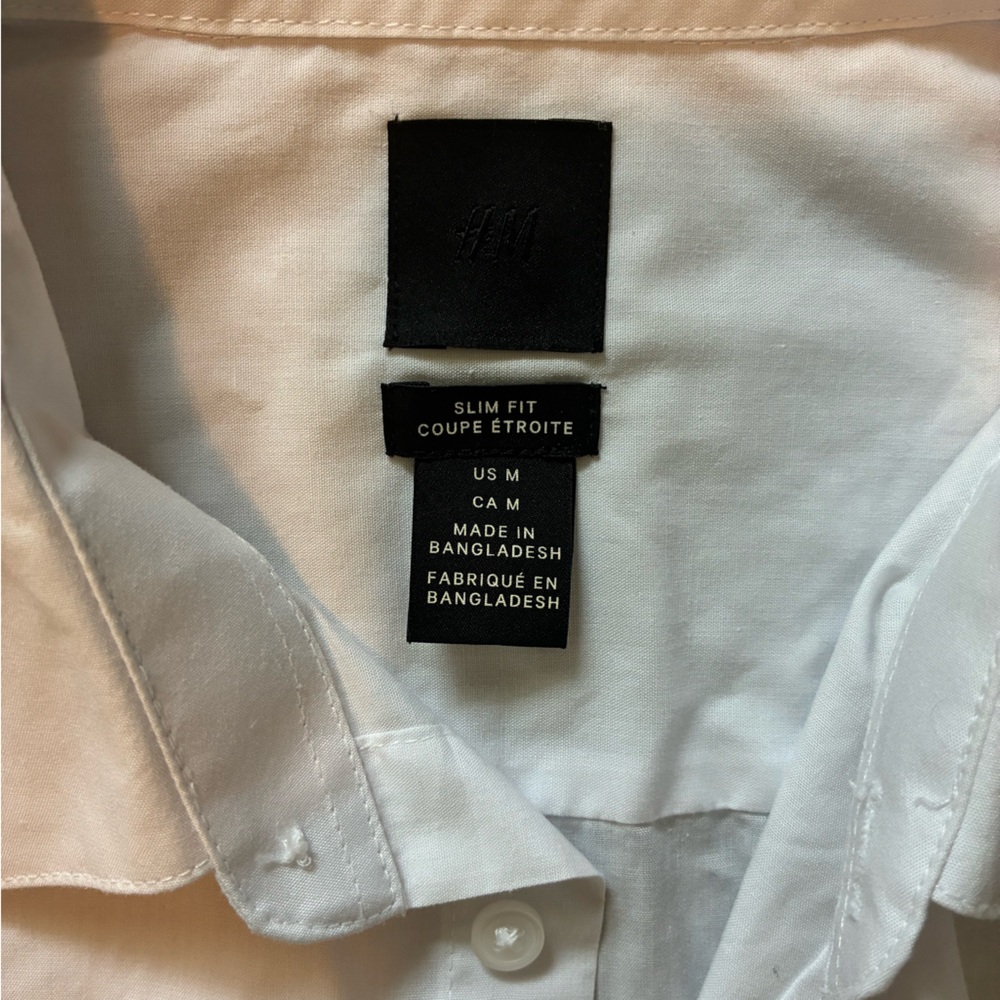 H&M
SLIM FIT
COUPE ÉTROITE
US M
CA M
MADE IN
BANGLADESH
FABRIQUÉ EN
BANGLADESH